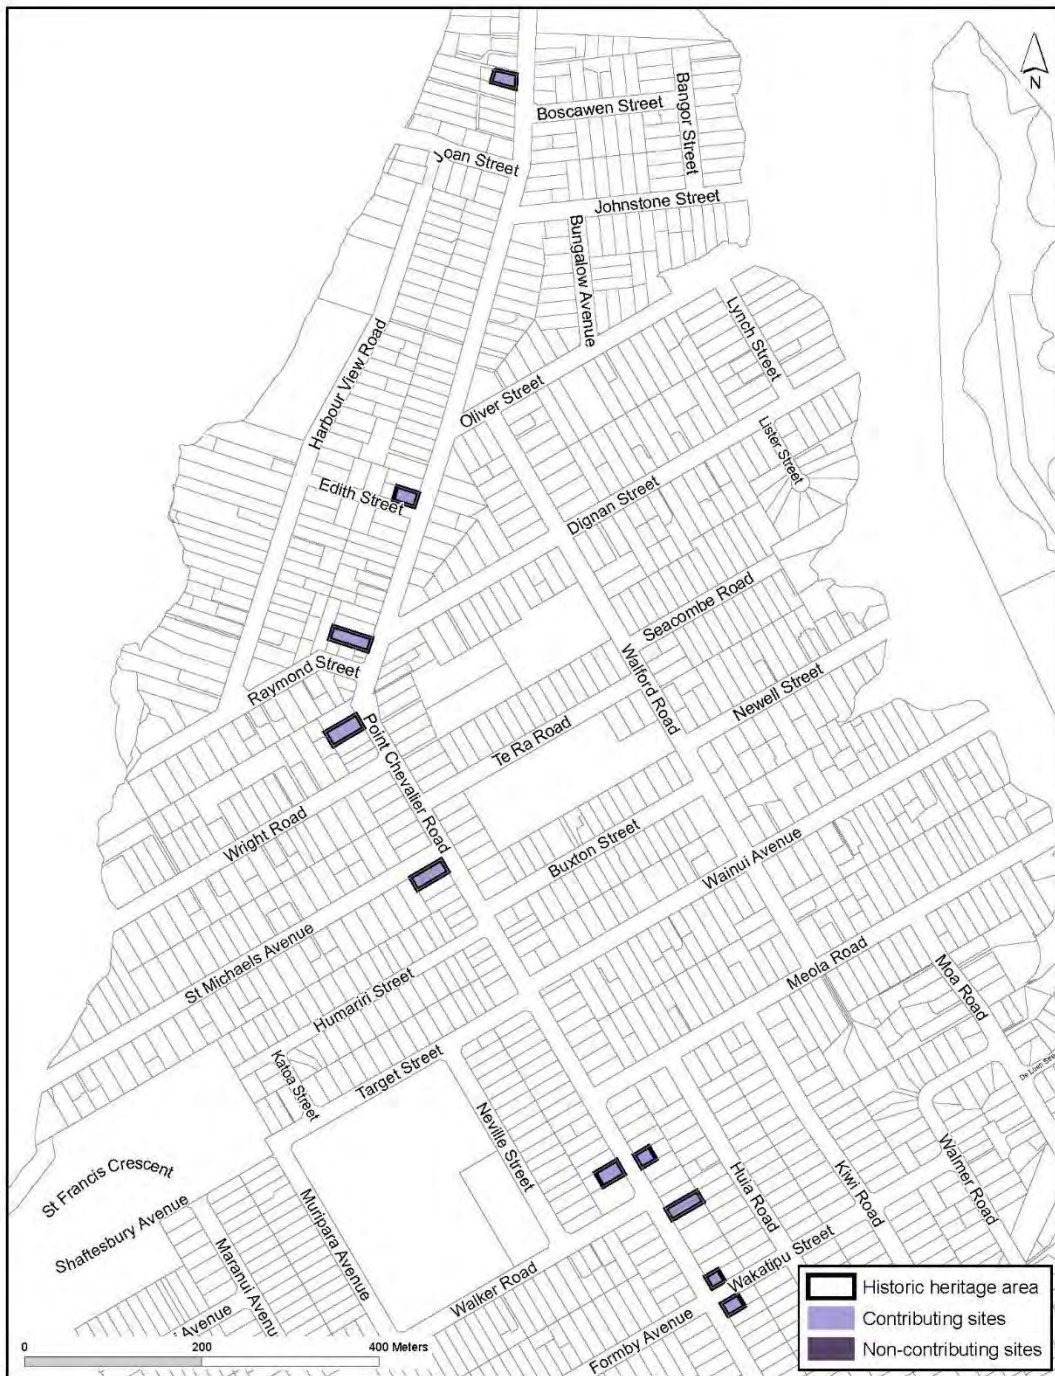 N
Boscawen Street
Bangor Street
Joan Street
Johnstone Street
Bungalow Avenue
Lynch Street
Harbour View Road
Oliver Street
Lister Street
Edith Street
Dignan Street
Seacombe Road
Walford Road
Raymond Street
Newell Street
Point Chevalier Road
Te Ra Road
Wright Road
Buxton Street
Wainui Avenue
St Michaels Avenue
Meola Road
Moa Road
Humariri Street
Katoa Street
Target Street
Neville Street
St Francis Crescent
Shaftesbury Avenue
Muripara Avenue
Maranui Avenue
Avenue
Huia Road
Kiwi Road
Walmer Road
Walker Road
Wakatipu Street
Formby Avenue
Historic heritage area
Contributing sites
Non-contributing sites
0 200 400 Meters